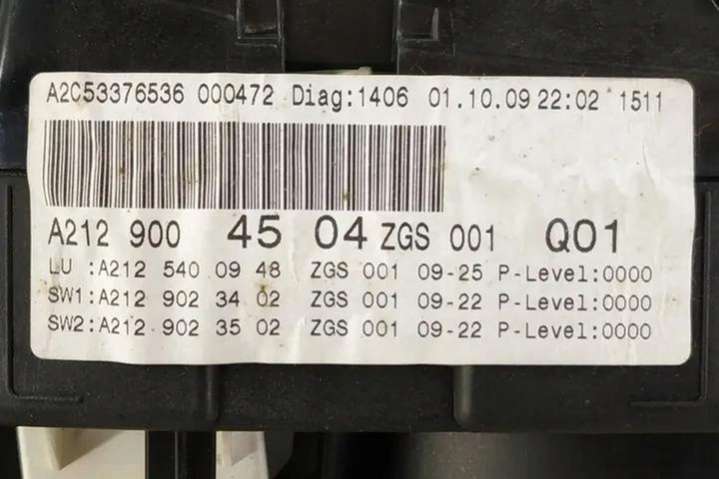 A2C53376536 000472 Diag:1406 01.10.09 22:02 1511
A212 900 45 04 ZGS 001 Q01
LU :A212 540 09 48 ZGS 001 09-25 P-Level:0000
SW1:A212 902 34 02 ZGS 001 09-22 P-Level:0000
SW2:A212 902 35 02 ZGS 001 09-22 P-Level:0000